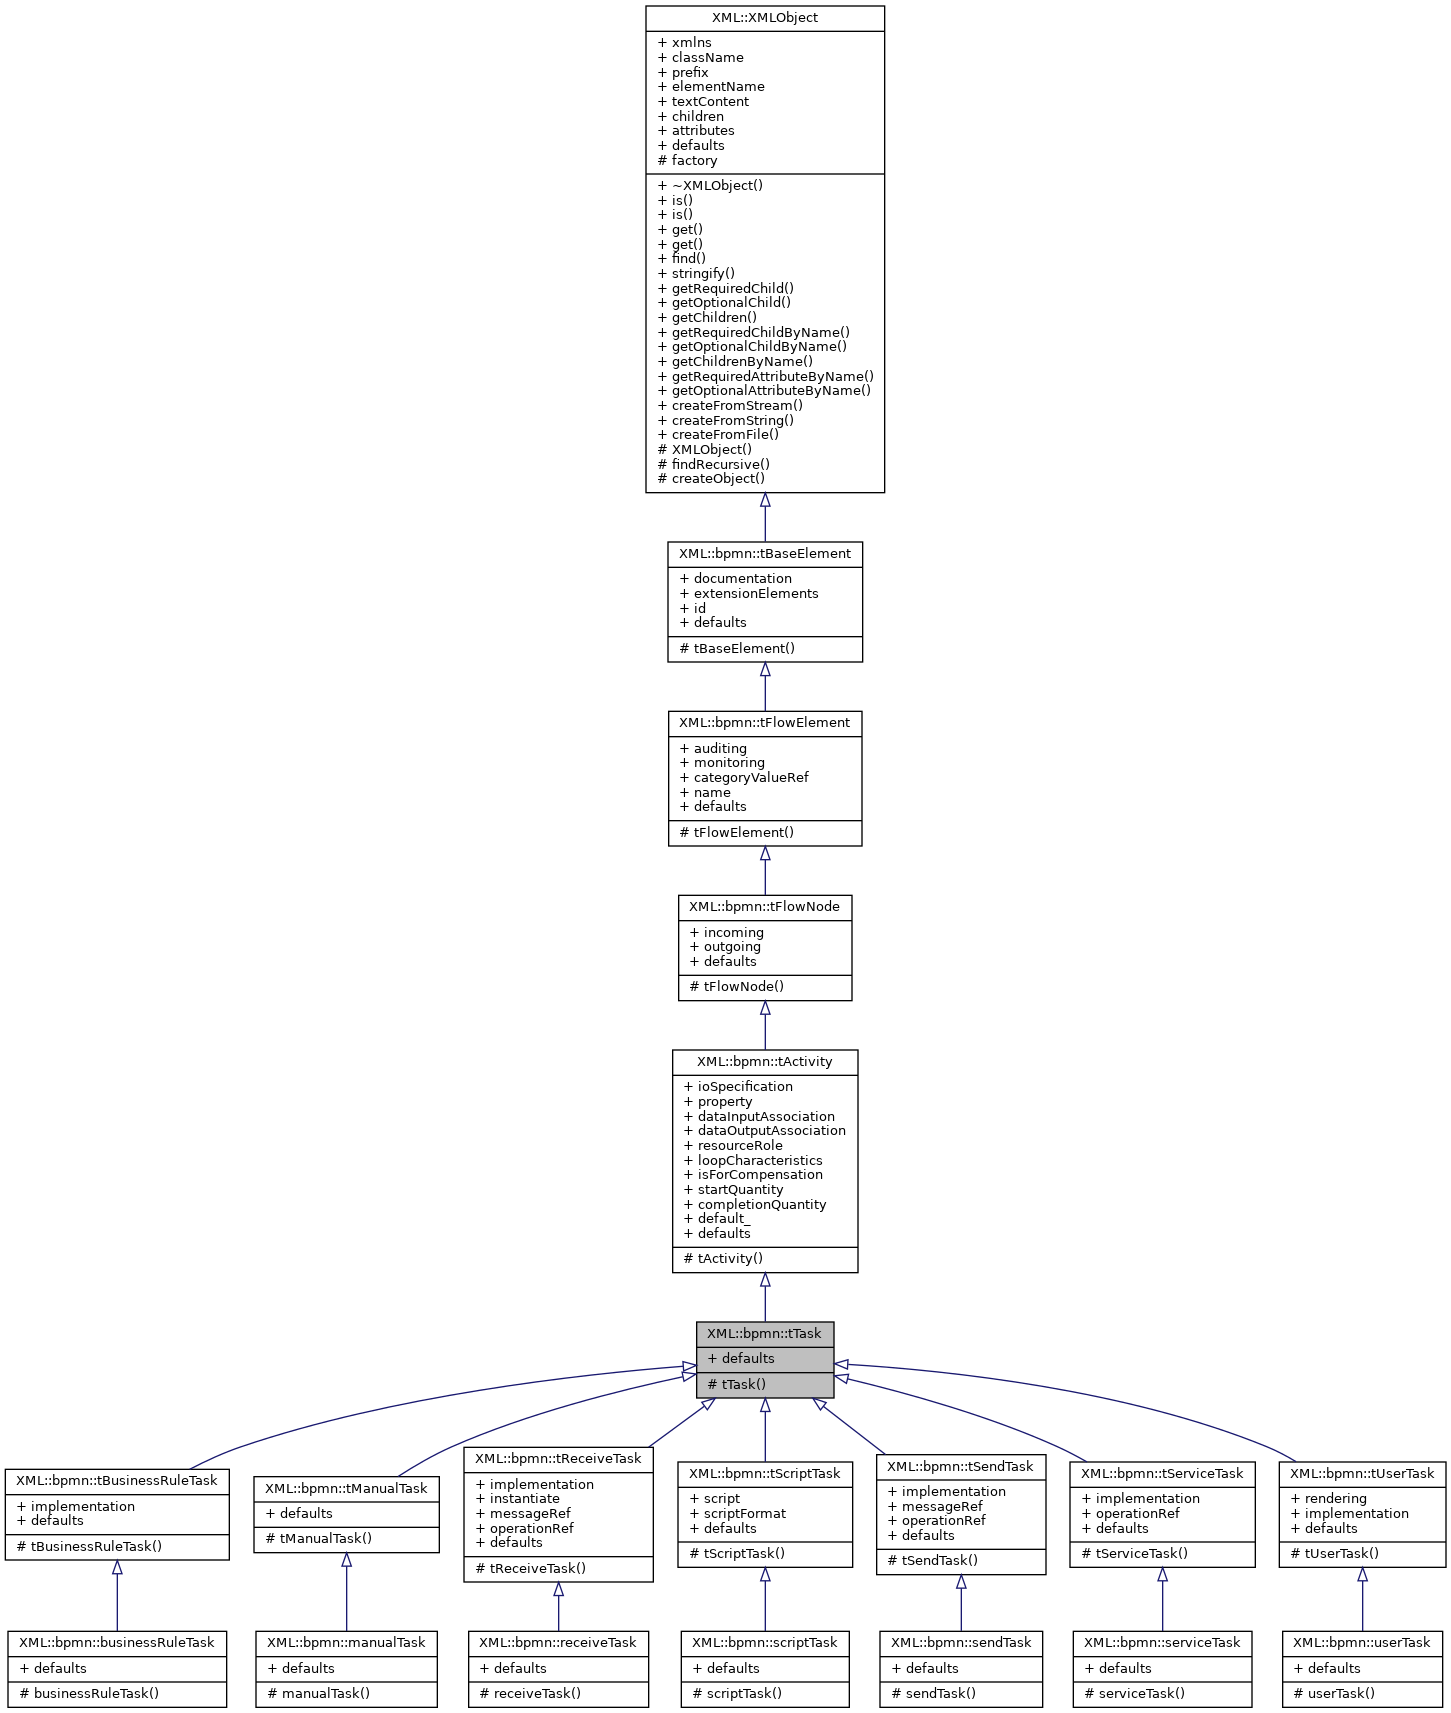 XML::XMLObject
+ xmlns
+ className
+ prefix
+ elementName
+ textContent
+ children
+ attributes
+ defaults
# factory
+ ~XMLObject()
+ is()
+ is()
+ get()
+ get()
+ find()
+ stringify()
+ getRequiredChild()
+ getOptionalChild()
+ getChildren()
+ getRequiredChildByName()
+ getOptionalChildByName()
+ getChildrenByName()
+ getRequiredAttributeByName()
+ getOptionalAttributeByName()
+ createFromStream()
+ createFromString()
+ createFromFile()
# XMLObject()
# findRecursive()
# createObject()
XML::bpmn::tBaseElement
+ documentation
+ extensionElements
+ id
+ defaults
# tBaseElement()
XML::bpmn::tFlowElement
+ auditing
+ monitoring
+ categoryValueRef
+ name
+ defaults
# tFlowElement()
XML::bpmn::tFlowNode
+ incoming
+ outgoing
+ defaults
# tFlowNode()
XML::bpmn::tActivity
+ ioSpecification
+ property
+ dataInputAssociation
+ dataOutputAssociation
+ resourceRole
+ loopCharacteristics
+ isForCompensation
+ startQuantity
+ completionQuantity
+ default_
+ defaults
# tActivity()
XML::bpmn::tTask
+ defaults
# tTask()
XML::bpmn::tBusinessRuleTask
+ implementation
+ defaults
# tBusinessRuleTask()
XML::bpmn::tManualTask
+ defaults
# tManualTask()
XML::bpmn::tReceiveTask
+ implementation
+ instantiate
+ messageRef
+ operationRef
+ defaults
# tReceiveTask()
XML::bpmn::tScriptTask
+ script
+ scriptFormat
+ defaults
# tScriptTask()
XML::bpmn::tSendTask
+ implementation
+ messageRef
+ operationRef
+ defaults
# tSendTask()
XML::bpmn::tServiceTask
+ implementation
+ operationRef
+ defaults
# tServiceTask()
XML::bpmn::tUserTask
+ rendering
+ implementation
+ defaults
# tUserTask()
XML::bpmn::businessRuleTask
+ defaults
# businessRuleTask()
XML::bpmn::manualTask
+ defaults
# manualTask()
XML::bpmn::receiveTask
+ defaults
# receiveTask()
XML::bpmn::scriptTask
+ defaults
# scriptTask()
XML::bpmn::sendTask
+ defaults
# sendTask()
XML::bpmn::serviceTask
+ defaults
# serviceTask()
XML::bpmn::userTask
+ defaults
# userTask()